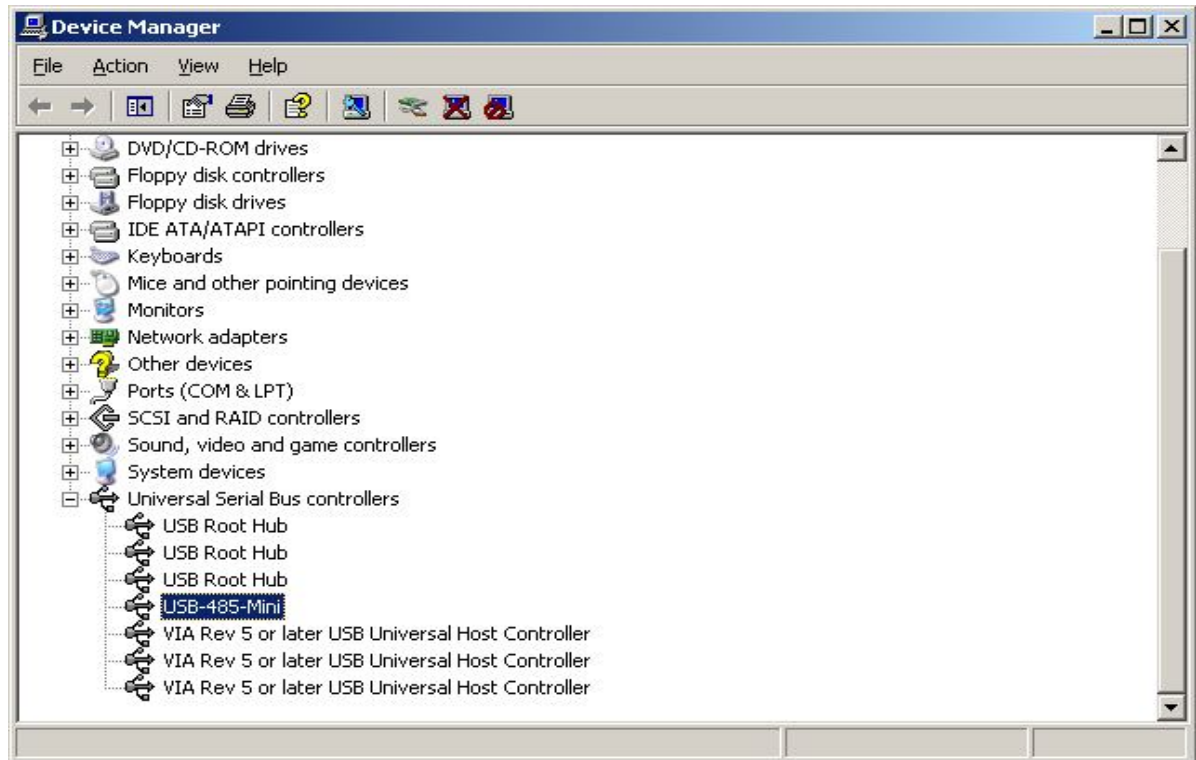 Device Manager
File Action View Help
DVD/CD-ROM drives
Floppy disk controllers
Floppy disk drives
IDE ATA/ATAPI controllers
Keyboards
Mice and other pointing devices
Monitors
Network adapters
Other devices
Ports (COM & LPT)
SCSI and RAID controllers
Sound, video and game controllers
System devices
Universal Serial Bus controllers
USB Root Hub
USB Root Hub
USB Root Hub
USB-485-Mini
VIA Rev 5 or later USB Universal Host Controller
VIA Rev 5 or later USB Universal Host Controller
VIA Rev 5 or later USB Universal Host Controller